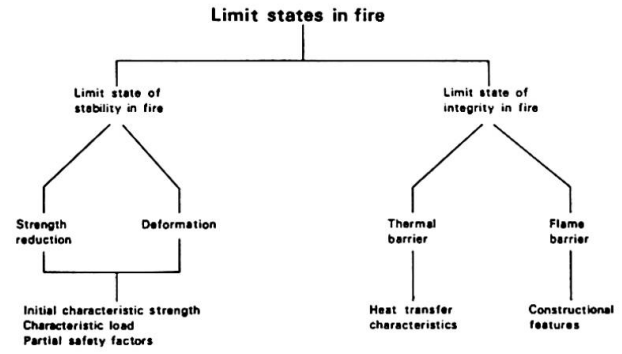 Limit states in fire
Limit state of
stability in fire
Limit state of
integrity in fire
Strength
reduction
Deformation
Thermal
barrier
Flame
barrier
Initial characteristic strength
Characteristic load
Partial safety factors
Heat transfer
characteristics
Constructional
features